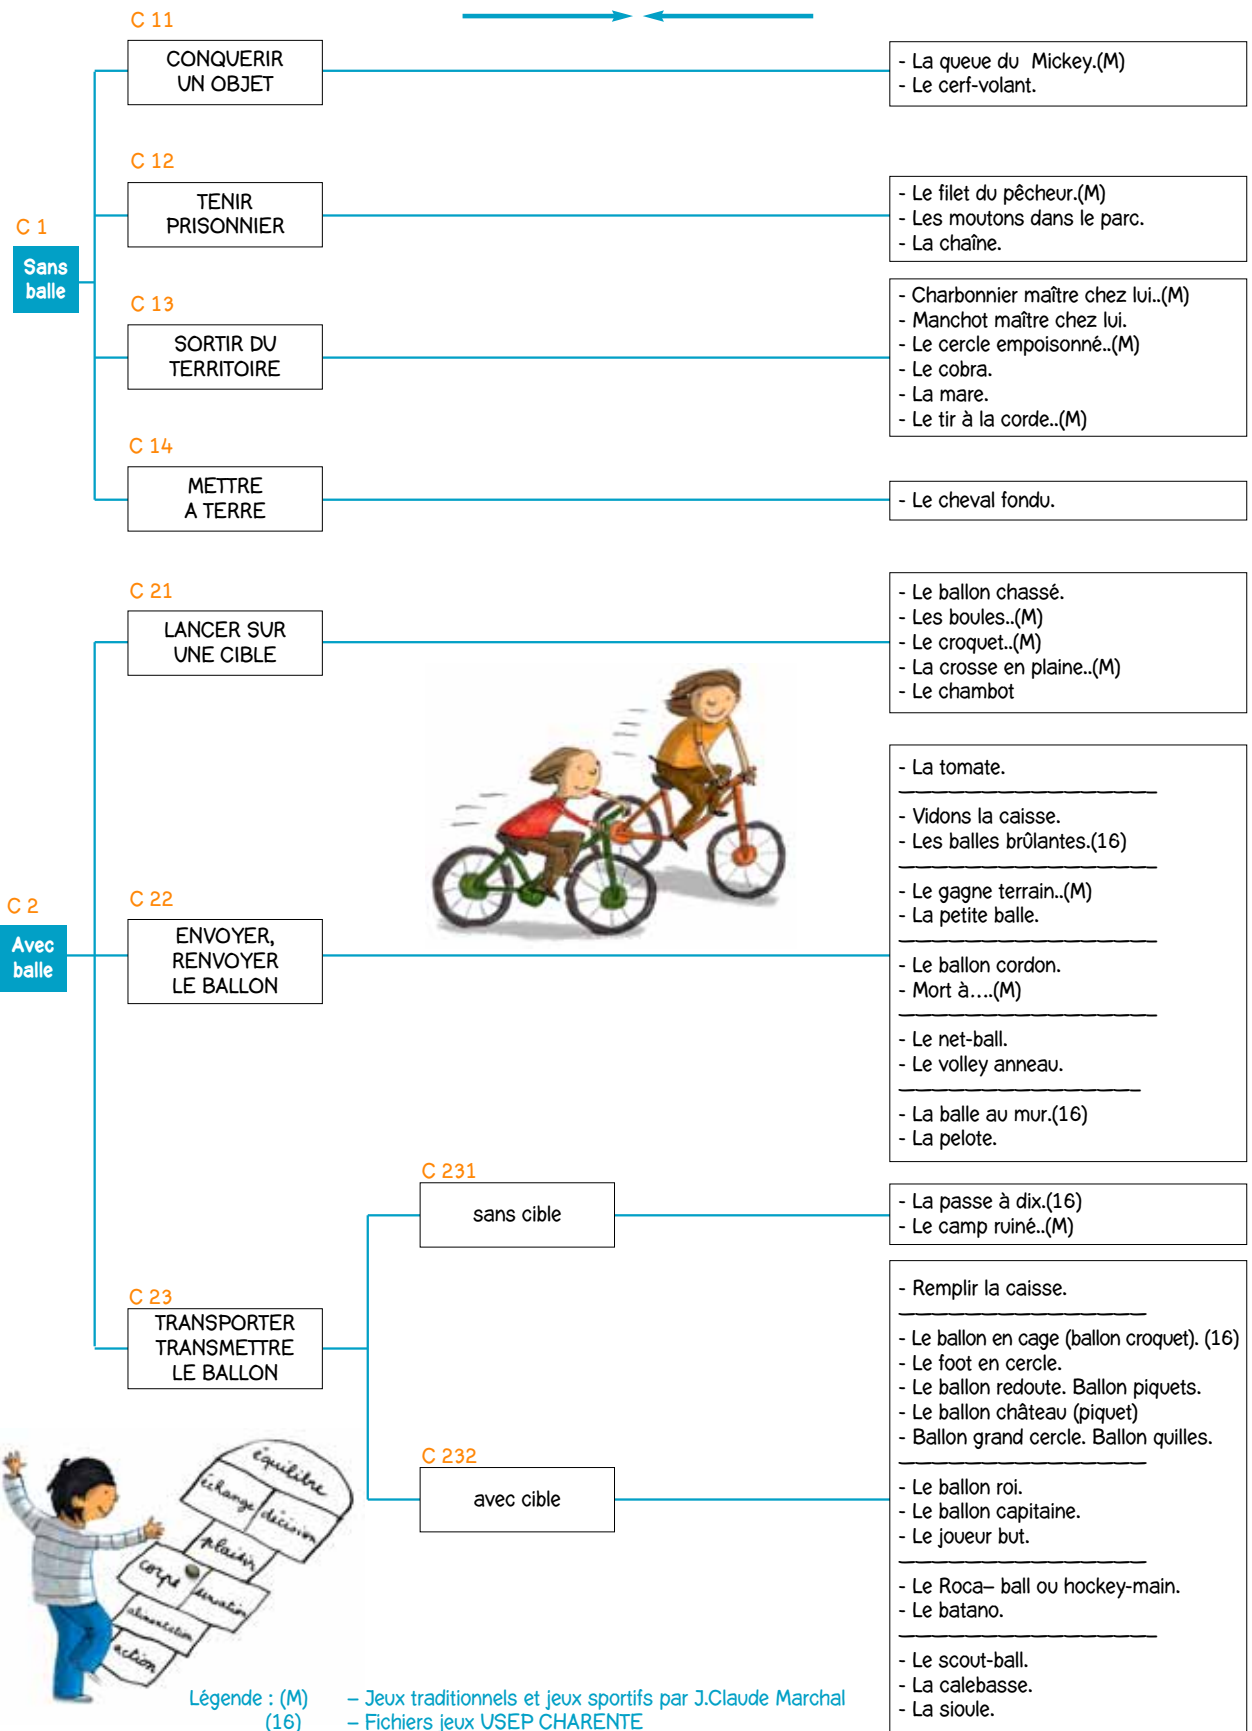 C 11
CONQUERIR
UN OBJET
- La queue du Mickey.(M)
- Le cerf-volant.
C 12
TENIR
PRISONNIER
- Le filet du pêcheur.(M)
- Les moutons dans le parc.
- La chaîne.
C 1
Sans
balle
C 13
SORTIR DU
TERRITOIRE
- Charbonnier maître chez lui..(M)
- Manchot maître chez lui.
- Le cercle empoisonné..(M)
- Le cobra.
- La mare.
- Le tir à la corde..(M)
C 14
METTRE
A TERRE
- Le cheval fondu.
C 21
LANCER SUR
UNE CIBLE
- Le ballon chassé.
- Les boules..(M)
- Le croquet..(M)
- La crosse en plaine..(M)
- Le chambot
C 2
Avec
balle
C 22
ENVOYER,
RENVOYER
LE BALLON
- La tomate.
- Vidons la caisse.
- Les balles brûlantes.(16)
- Le gagne terrain..(M)
- La petite balle.
- Le ballon cordon.
- Mort à….(M)
- Le net-ball.
- Le volley anneau.
- La balle au mur.(16)
- La pelote.
C 23
TRANSPORTER
TRANSMETTRE
LE BALLON
C 231
sans cible
- La passe à dix.(16)
- Le camp ruiné..(M)
C 232
avec cible
- Remplir la caisse.
- Le ballon en cage (ballon croquet). (16)
- Le foot en cercle.
- Le ballon redoute. Ballon piquets.
- Le ballon château (piquet)
- Ballon grand cercle. Ballon quilles.
- Le ballon roi.
- Le ballon capitaine.
- Le joueur but.
- Le Roca– ball ou hockey-main.
- Le batano.
- Le scout-ball.
- La calebasse.
- La sioule.
équilibre
échange décision
plaisir
corps sensation
alimentation
action
Légende : (M) – Jeux traditionnels et jeux sportifs par J.Claude Marchal
(16) – Fichiers jeux USEP CHARENTE